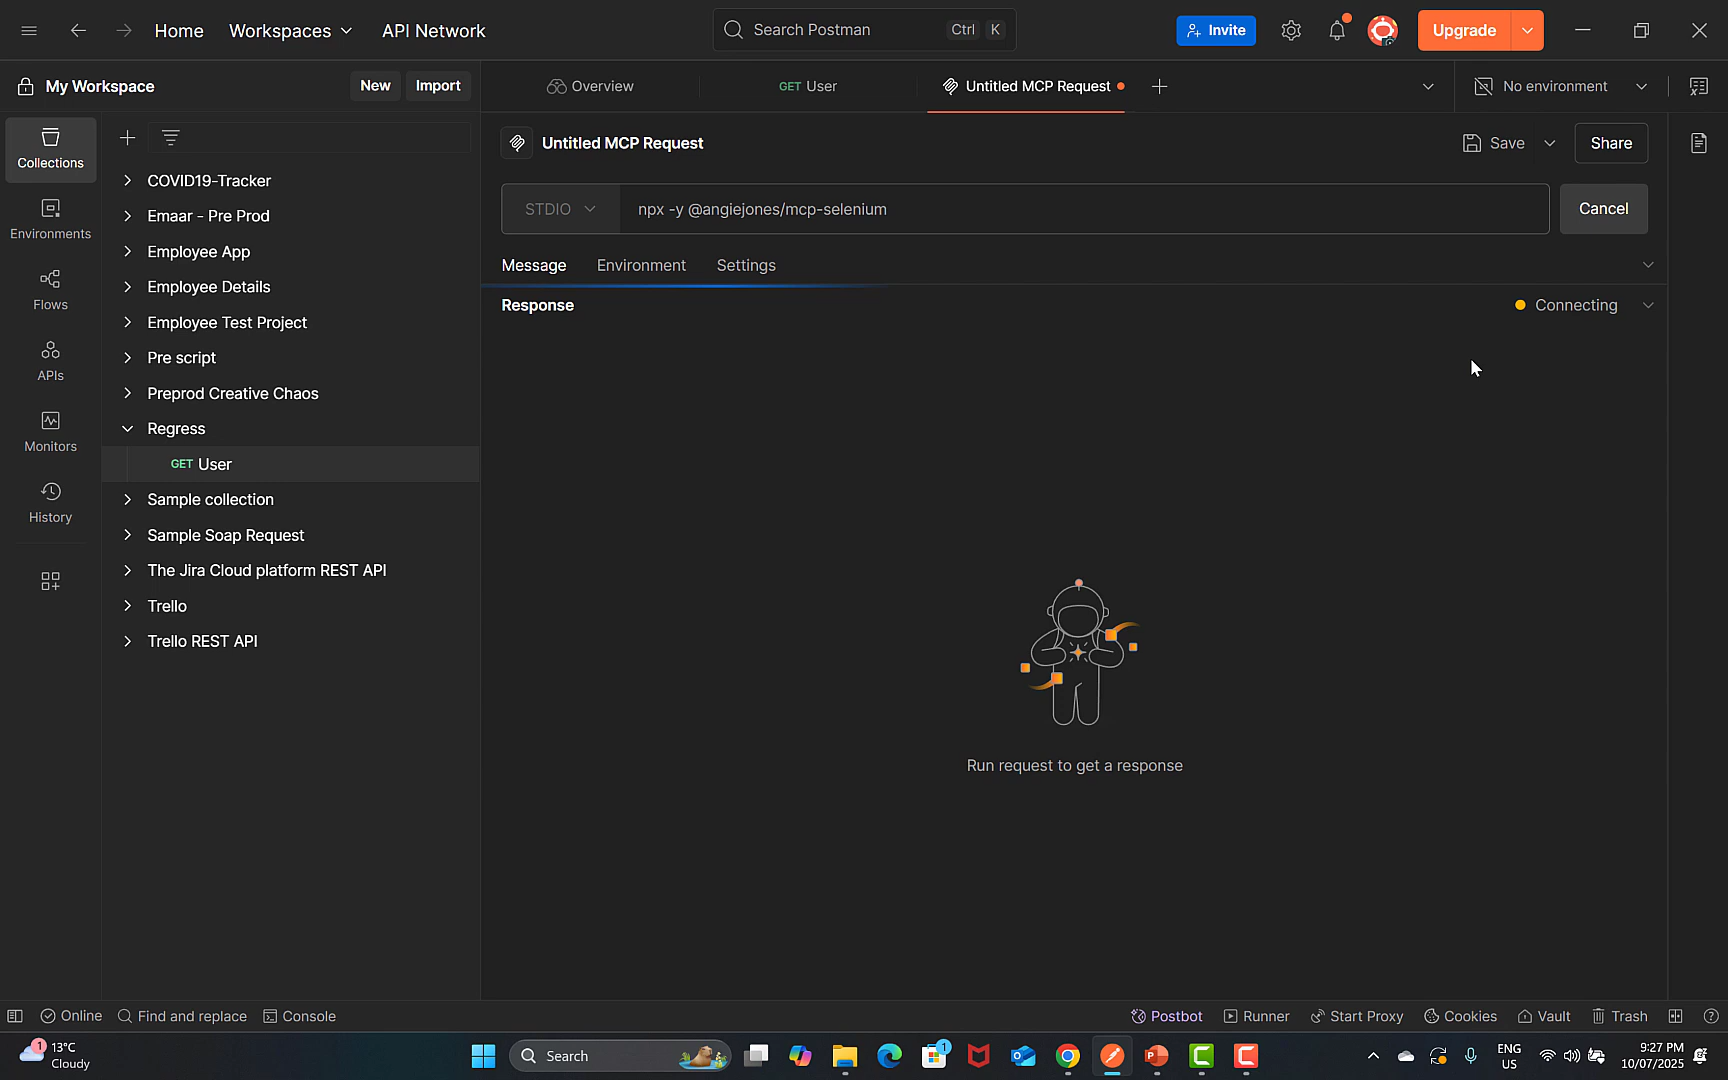 Home
Workspaces
API Network
Search Postman
Ctrl
K
Invite
Upgrade
My Workspace
New
Import
Overview
GET User
Untitled MCP Request
No environment
Collections
Environments
Flows
APIs
Monitors
History
COVID19-Tracker
Emaar - Pre Prod
Employee App
Employee Details
Employee Test Project
Pre script
Preprod Creative Chaos
Regress
GET User
Sample collection
Sample Soap Request
The Jira Cloud platform REST API
Trello
Trello REST API
Untitled MCP Request
Save
Share
STDIO
npx -y @angiejones/mcp-selenium
Cancel
Message
Environment
Settings
Response
Connecting
Run request to get a response
Online
Find and replace
Console
Postbot
Runner
Start Proxy
Cookies
Vault
Trash
1
13°C
Cloudy
Search
1
ENG
US
9:27 PM
10/07/2025